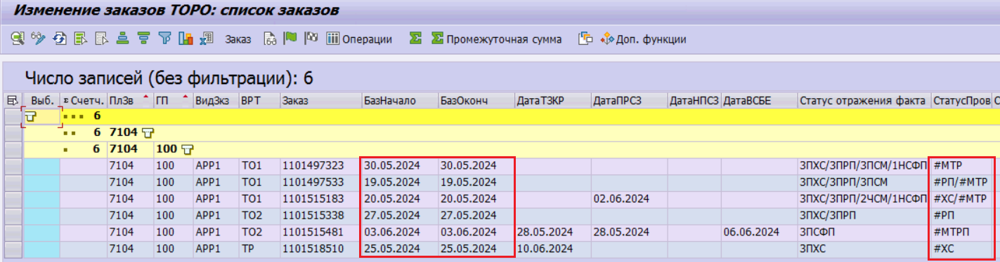 Изменение заказов ТОРО: список заказов
Заказ Операции Промежуточная сумма Доп. функции
Число записей (без фильтрации): 6
Выб. Σ Счетч. ПлЗв ГП ВидЗкз ВРТ Заказ БазНачало БазОконч ДатаТЗКР ДатаПРСЗ ДатаНПСЗ ДатаВСБЕ Статус отражения факта СтатусПров С
6
6 7104
6 7104 100
7104 100 APP1 ТО1 1101497323 30.05.2024 30.05.2024 ЗПХС/ЗПРП/ЗПСМ/1НСФП #МТР
7104 100 APP1 ТО1 1101497533 19.05.2024 19.05.2024 ЗПХС/ЗПРП/ЗПСМ #РП/#МТР
7104 100 APP1 ТО1 1101515183 20.05.2024 20.05.2024 02.06.2024 ЗПХС/ЗПРП/2ЧСМ/1НСФП #ХС/#МТР
7104 100 APP1 ТО2 1101515338 27.05.2024 27.05.2024 ЗПХС/ЗПРП #РП
7104 100 APP1 ТО2 1101515481 03.06.2024 03.06.2024 28.05.2024 28.05.2024 06.06.2024 ЗПСФП #МТРП
7104 100 APP1 ТР 1101518510 25.05.2024 25.05.2024 10.06.2024 ЗПХС #ХС